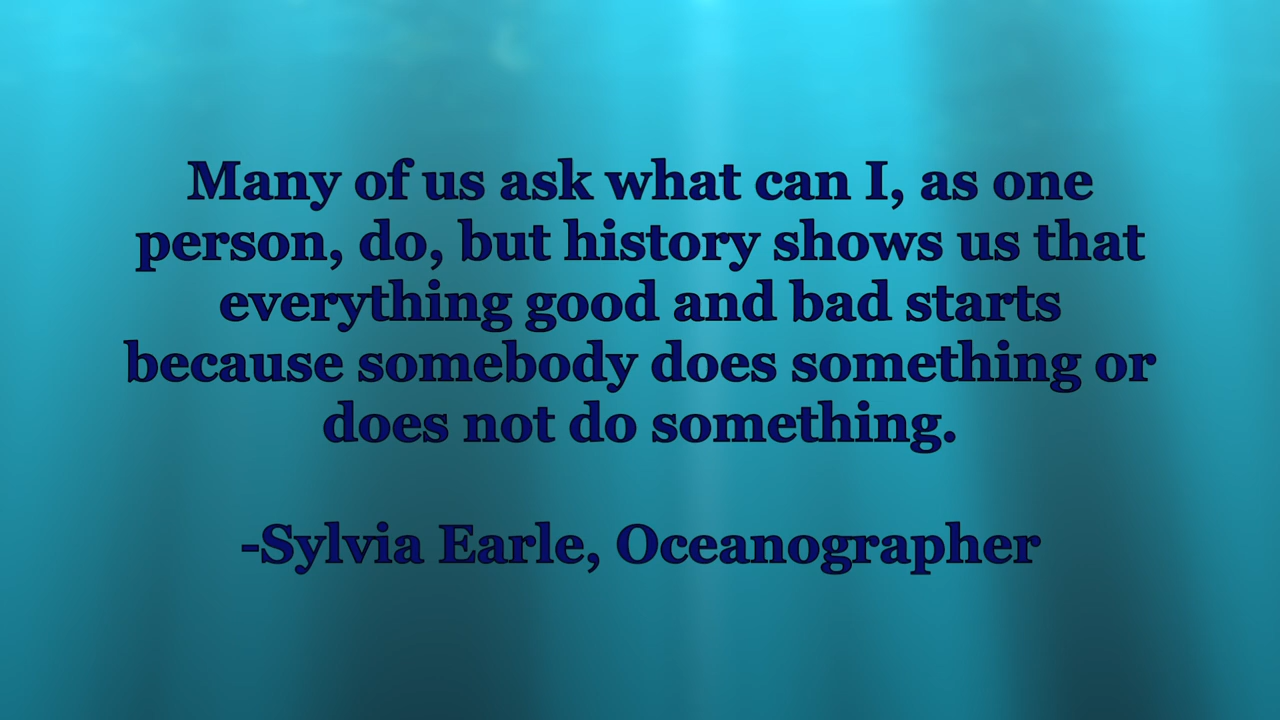 Many of us ask what can I, as one
person, do, but history shows us that
everything good and bad starts
because somebody does something or
does not do something.
-Sylvia Earle, Oceanographer